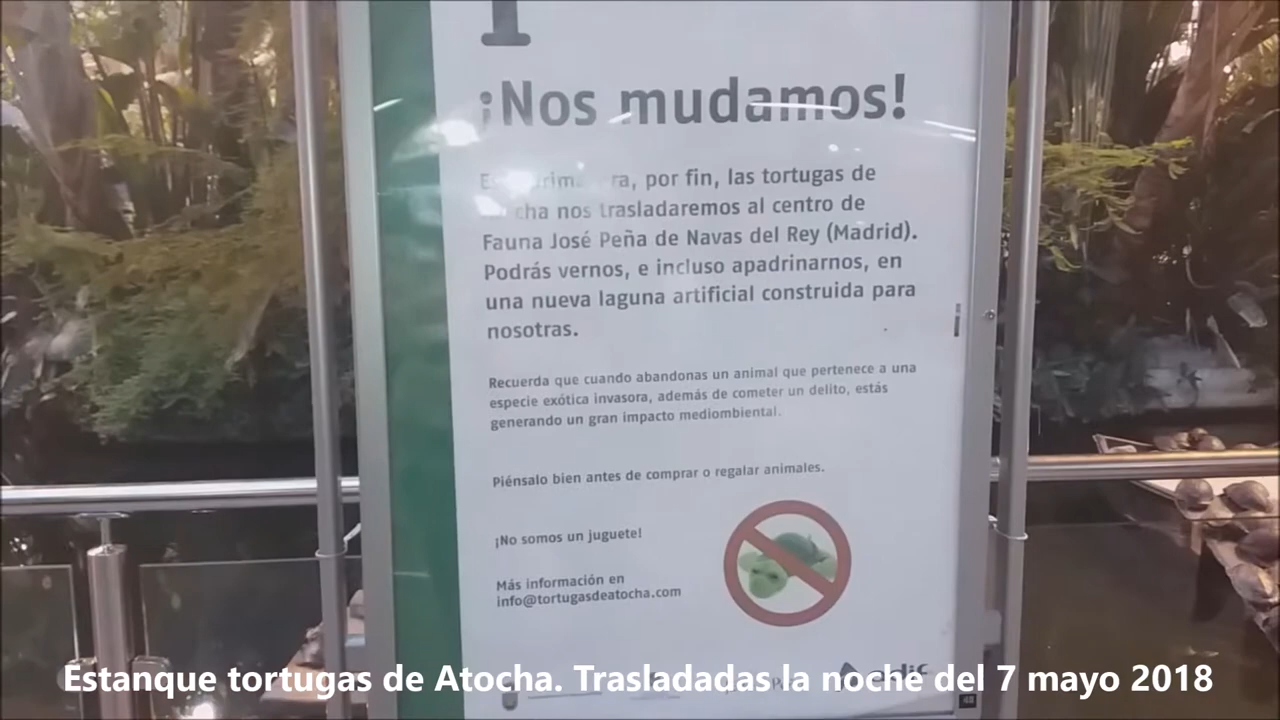 ¡Nos mudamos!
por fin, las tortugas de
nos trasladaremos al centro de
Fauna José Peña de Navas del Rey (Madrid).
Podrás vernos, e incluso apadrinarnos, en
una nueva laguna artificial construida para
nosotras.
Recuerda que cuando abandonas un animal que pertenece a una
especie exótica invasora, además de cometer un delito, estás
generando un gran impacto mediombiental.
Piénsalo bien antes de comprar o regalar animales.
¡No somos un juguete!
Más información en
info@tortugasdeatocha.com
adif
Estanque tortugas de Atocha. Trasladadas la noche del 7 mayo 2018